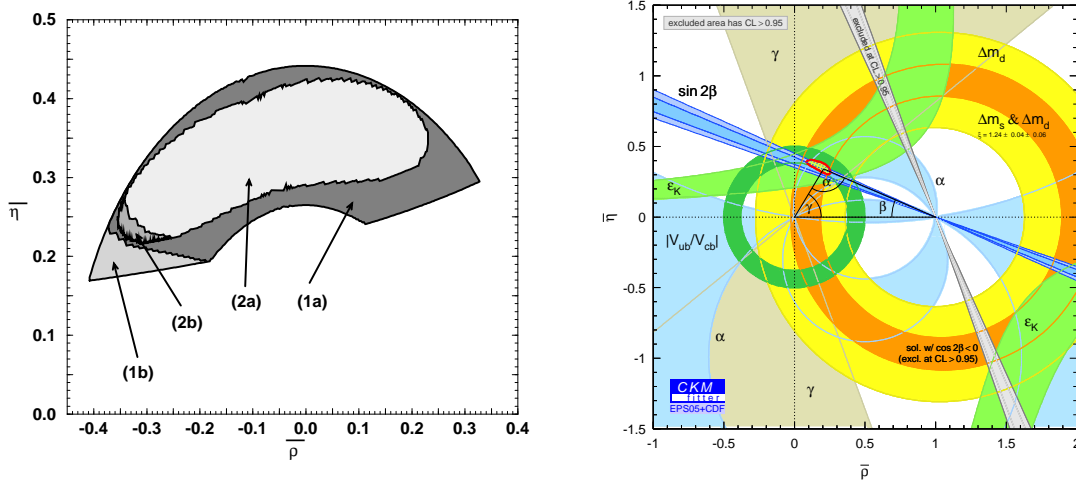 0.5
0.4
0.3
0.2
0.1
0.0
η̅
-0.4 -0.3 -0.2 -0.1 0.0 0.1 0.2 0.3 0.4
ρ̅
(2a)
(1a)
(2b)
(1b)
excluded area has CL > 0.95
excluded at CL > 0.95
γ
Δm_d
sin 2β
Δm_s & Δm_d
ξ = 1.24 ± 0.04 ± 0.06
ε_K
α
α
γ
β
|V_ub/V_cb|
α
ε_K
sol. w/ cos 2β < 0
(excl. at CL > 0.95)
γ
CKM
fitter
EPS05+CDF
1.5
1
0.5
0
-0.5
-1
-1.5
η̅
-1 -0.5 0 0.5 1 1.5 2
ρ̅